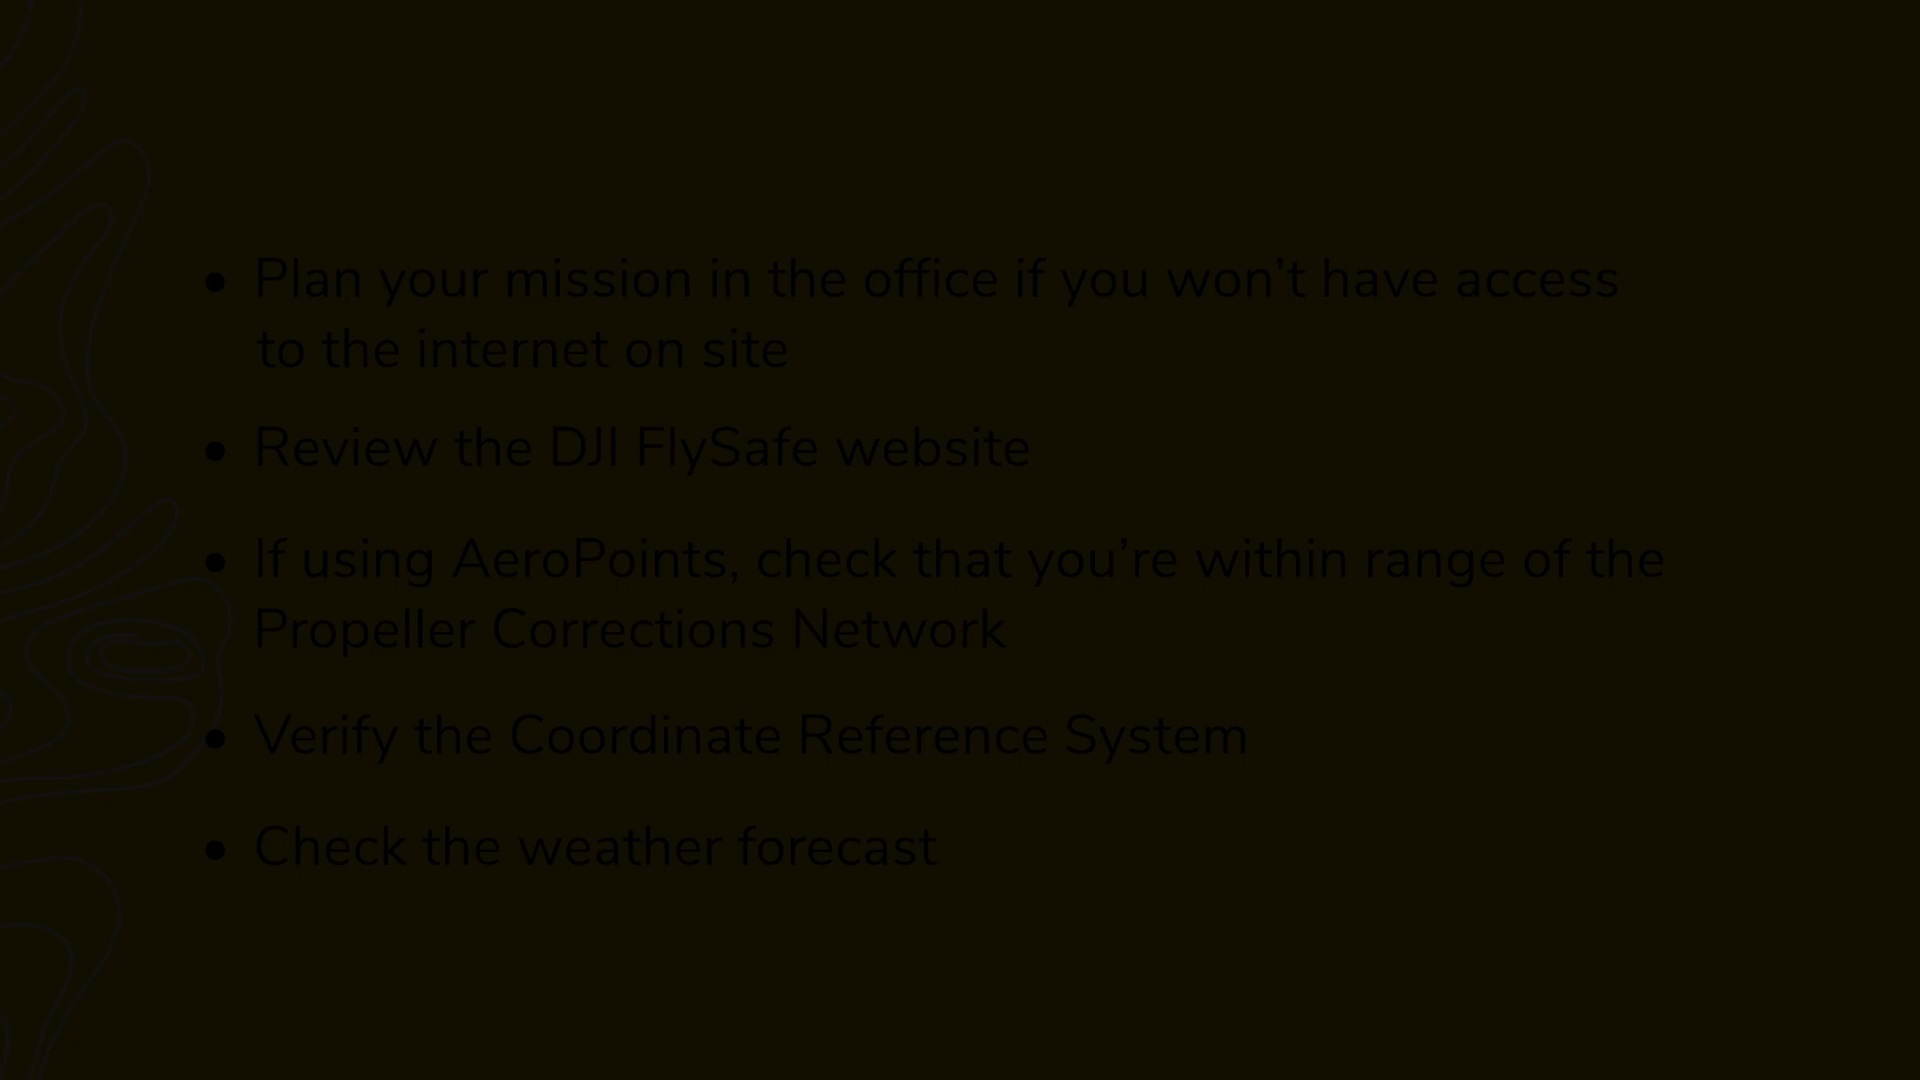 • Plan your mission in the office if you won’t have access
to the internet on site
• Review the DJI FlySafe website
• If using AeroPoints, check that you’re within range of the
Propeller Corrections Network
• Verify the Coordinate Reference System
• Check the weather forecast